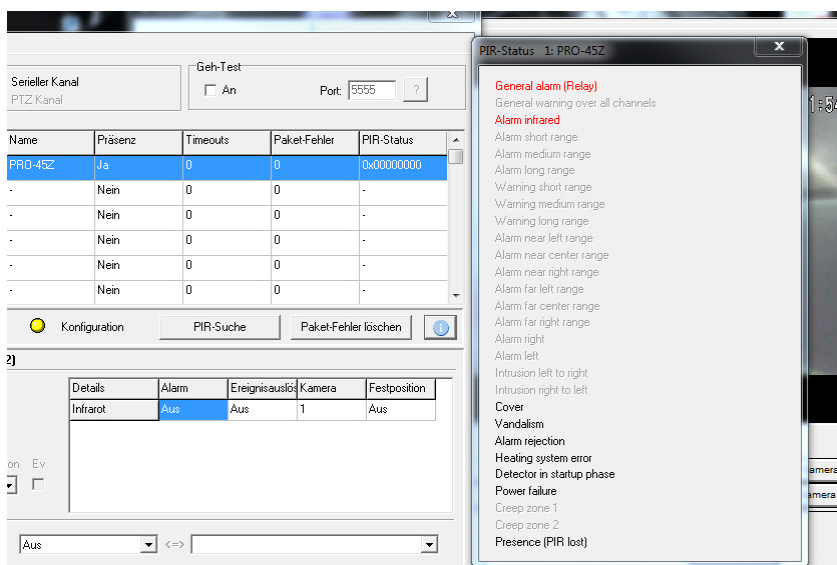 Geh-Test
Serieller Kanal
PTZ Kanal
An
Port: 5555 ?
Name Präsenz Timeouts Paket-Fehler PIR-Status
PRO-45Z Ja 0 0 0x00000000
- Nein 0 0 -
- Nein 0 0 -
- Nein 0 0 -
- Nein 0 0 -
- Nein 0 0 -
Konfiguration PIR-Suche Paket-Fehler löschen i
2)
Details Alarm Ereignisauslös Kamera Festposition
Infrarot Aus Aus 1 Aus
on Ev
Aus <=>
PIR-Status 1: PRO-45Z x
General alarm (Relay)
General warning over all channels
Alarm infrared
Alarm short range
Alarm medium range
Alarm long range
Warning short range
Warning medium range
Warning long range
Alarm near left range
Alarm near center range
Alarm near right range
Alarm far left range
Alarm far center range
Alarm far right range
Alarm right
Alarm left
Intrusion left to right
Intrusion right to left
Cover
Vandalism
Alarm rejection
Heating system error
Detector in startup phase
Power failure
Creep zone 1
Creep zone 2
Presence (PIR lost)
1:54
amera
amera